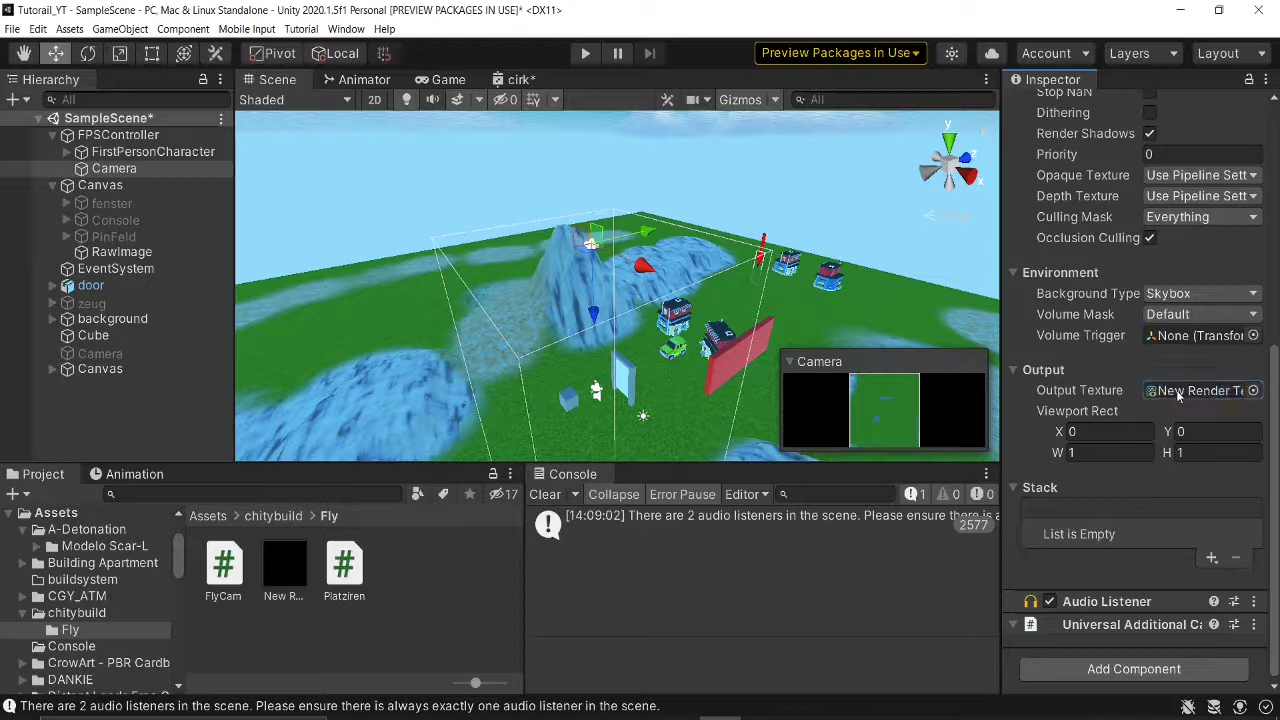 Tutorail_YT - SampleScene - PC, Mac & Linux Standalone - Unity 2020.1.5f1 Personal [PREVIEW PACKAGES IN USE]* <DX11>
File Edit Assets GameObject Component Mobile Input Tutorial Window Help
Pivot Local Preview Packages in Use Account Layers Layout
Hierarchy
All
SampleScene*
FPSController
FirstPersonCharacter
Camera
Canvas
fenster
Console
PinFeld
RawImage
EventSystem
door
zeug
background
Cube
Camera
Canvas
Scene Animator Game cirk*
Shaded 2D 0 Gizmos All
y
z
x
Camera
Inspector
Stop NaN
Dithering
Render Shadows
Priority 0
Opaque Texture Use Pipeline Sett
Depth Texture Use Pipeline Sett
Culling Mask Everything
Occlusion Culling
Environment
Background Type Skybox
Volume Mask Default
Volume Trigger None (Transfor
Output
Output Texture New Render Te
Viewport Rect
X 0 Y 0
W 1 H 1
Stack
List is Empty
Audio Listener
Universal Additional Ca
Add Component
Project Animation
17
Assets
A-Detonation
Modelo Scar-L
Building Apartment
buildsystem
CGY_ATM
chitybuild
Fly
Console
CrowArt - PBR Cardb
DANKIE
Assets > chitybuild > Fly
FlyCam New R... Platziren
Console
Clear Collapse Error Pause Editor 1 0 0
[14:09:02] There are 2 audio listeners in the scene. Please ensure there is a
2577
There are 2 audio listeners in the scene. Please ensure there is always exactly one audio listener in the scene.